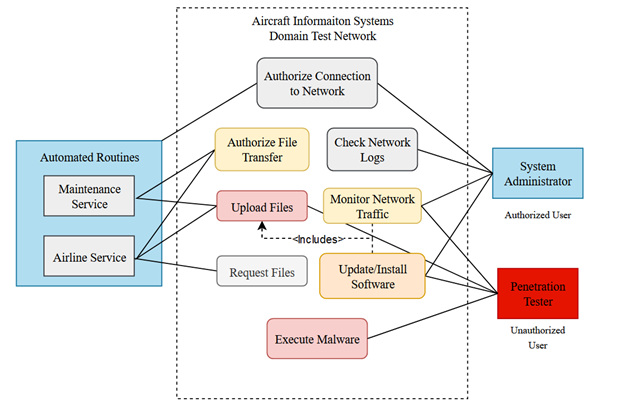 Aircraft Informaiton Systems
Domain Test Network
Authorize Connection
to Network
Automated Routines
Maintenance
Service
Airline Service
Authorize File
Transfer
Check Network
Logs
Upload Files
Monitor Network
Traffic
<Includes>
Request Files
Update/Install
Software
Execute Malware
System
Administrator
Authorized User
Penetration
Tester
Unauthorized
User